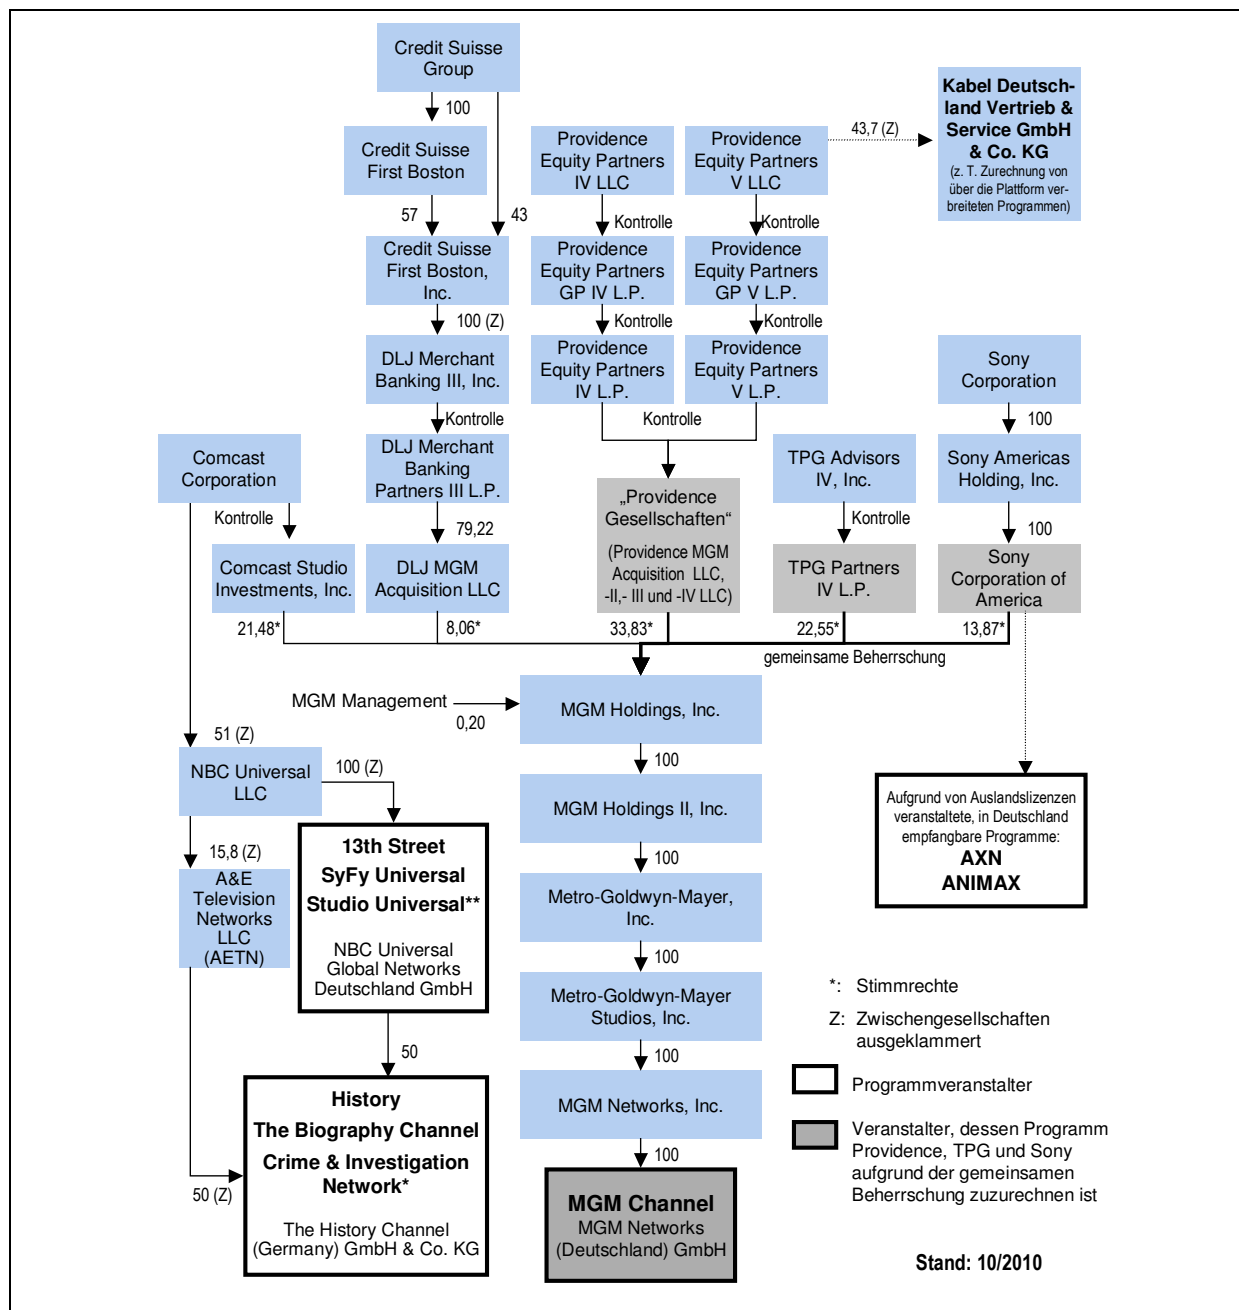 Credit Suisse
Group
100
Credit Suisse
First Boston
57
43
Credit Suisse
First Boston,
Inc.
100 (Z)
DLJ Merchant
Banking III, Inc.
Kontrolle
DLJ Merchant
Banking
Partners III L.P.
79,22
DLJ MGM
Acquisition LLC
8,06*
Providence
Equity Partners
IV LLC
Kontrolle
Providence
Equity Partners
GP IV L.P.
Kontrolle
Providence
Equity Partners
IV L.P.
Providence
Equity Partners
V LLC
43,7 (Z)
Kontrolle
Providence
Equity Partners
GP V L.P.
Kontrolle
Providence
Equity Partners
V L.P.
Kontrolle
„Providence
Gesellschaften“
(Providence MGM
Acquisition LLC,
-II,- III und -IV LLC)
33,83*
Kabel Deutsch-
land Vertrieb &
Service GmbH
& Co. KG
(z. T. Zurechnung von
über die Plattform ver-
breiteten Programmen)
TPG Advisors
IV, Inc.
Kontrolle
TPG Partners
IV L.P.
22,55*
Sony
Corporation
100
Sony Americas
Holding, Inc.
100
Sony
Corporation of
America
13,87*
gemeinsame Beherrschung
Comcast
Corporation
Kontrolle
Comcast Studio
Investments, Inc.
21,48*
MGM Management
0,20
MGM Holdings, Inc.
100
MGM Holdings II, Inc.
100
Metro-Goldwyn-Mayer,
Inc.
100
Metro-Goldwyn-Mayer
Studios, Inc.
100
MGM Networks, Inc.
100
MGM Channel
MGM Networks
(Deutschland) GmbH
51 (Z)
NBC Universal
LLC
100 (Z)
15,8 (Z)
A&E
Television
Networks
LLC
(AETN)
13th Street
SyFy Universal
Studio Universal**
NBC Universal
Global Networks
Deutschland GmbH
50
50 (Z)
History
The Biography Channel
Crime & Investigation
Network*
The History Channel
(Germany) GmbH & Co. KG
Aufgrund von Auslandslizenzen
veranstaltete, in Deutschland
empfangbare Programme:
AXN
ANIMAX
*: Stimmrechte
Z: Zwischengesellschaften
ausgeklammert
Programmveranstalter
Veranstalter, dessen Programm
Providence, TPG und Sony
aufgrund der gemeinsamen
Beherrschung zuzurechnen ist
Stand: 10/2010